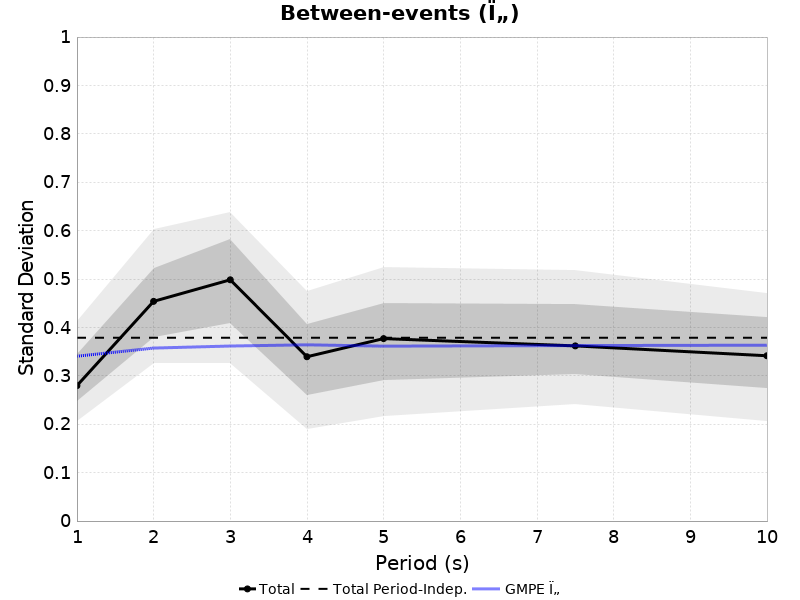 Between-events (Ï„)
1
0.9
0.8
0.7
0.6
0.5
0.4
0.3
0.2
0.1
0
Standard Deviation
1 2 3 4 5 6 7 8 9 10
Period (s)
Total Total Period-Indep. GMPE Ï„